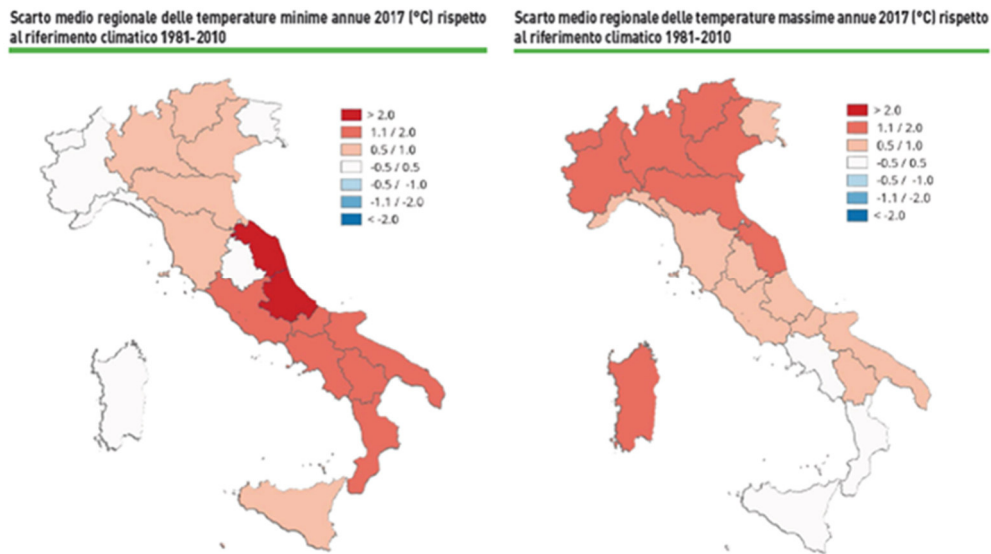 Scarto medio regionale delle temperature minime annue 2017 (°C) rispetto
al riferimento climatico 1981-2010
> 2.0
1.1 / 2.0
0.5 / 1.0
-0.5 / 0.5
-0.5 / -1.0
-1.1 / -2.0
< -2.0
Scarto medio regionale delle temperature massime annue 2017 (°C) rispetto
al riferimento climatico 1981-2010
> 2.0
1.1 / 2.0
0.5 / 1.0
-0.5 / 0.5
-0.5 / -1.0
-1.1 / -2.0
< -2.0